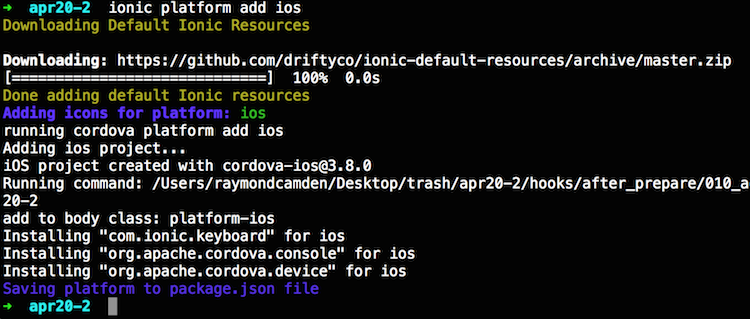 ➜  apr20-2  ionic platform add ios
Downloading Default Ionic Resources
Downloading: https://github.com/driftyco/ionic-default-resources/archive/master.zip
[=============================]  100%  0.0s
Done adding default Ionic resources
Adding icons for platform: ios
running cordova platform add ios
Adding ios project...
iOS project created with cordova-ios@3.8.0
Running command: /Users/raymondcamden/Desktop/trash/apr20-2/hooks/after_prepare/010_a
20-2
add to body class: platform-ios
Installing "com.ionic.keyboard" for ios
Installing "org.apache.cordova.console" for ios
Installing "org.apache.cordova.device" for ios
Saving platform to package.json file
➜  apr20-2